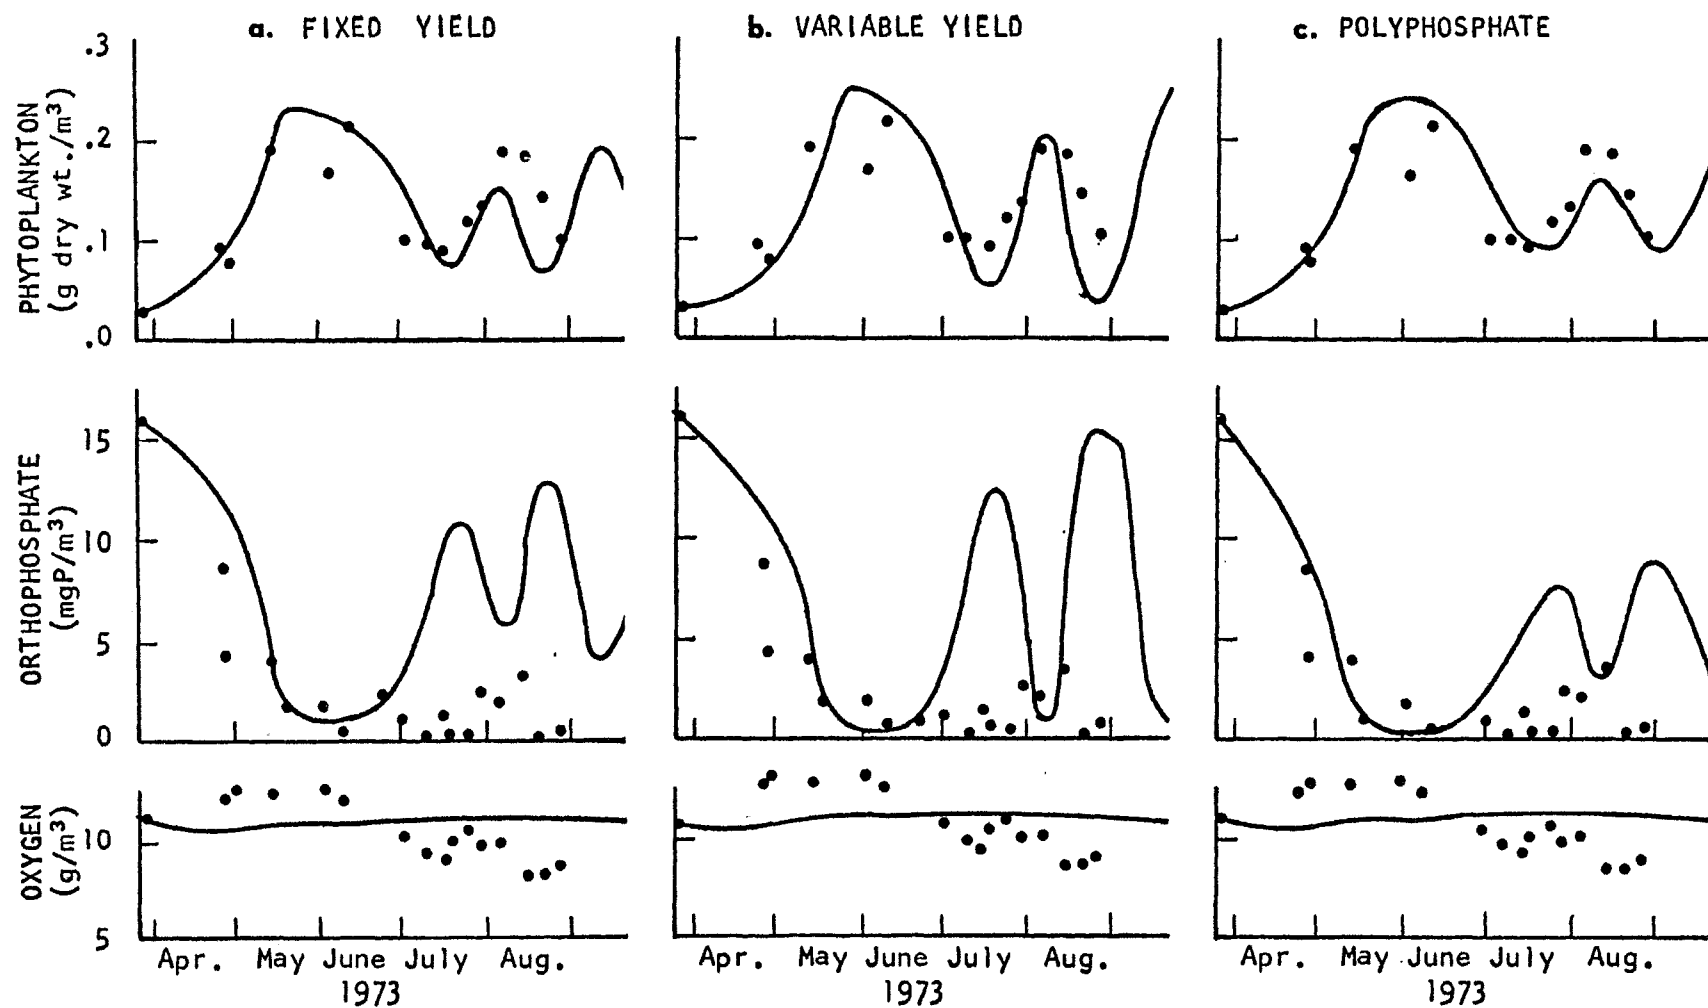 a. FIXED YIELD
b. VARIABLE YIELD
c. POLYPHOSPHATE
PHYTOPLANKTON
(g dry wt./m³)
.3
.2
.1
.0
ORTHOPHOSPHATE
(mgP/m³)
15
10
5
0
OXYGEN
(g/m³)
10
5
Apr. May June July Aug.
1973
Apr. May June July Aug.
1973
Apr. May June July Aug.
1973